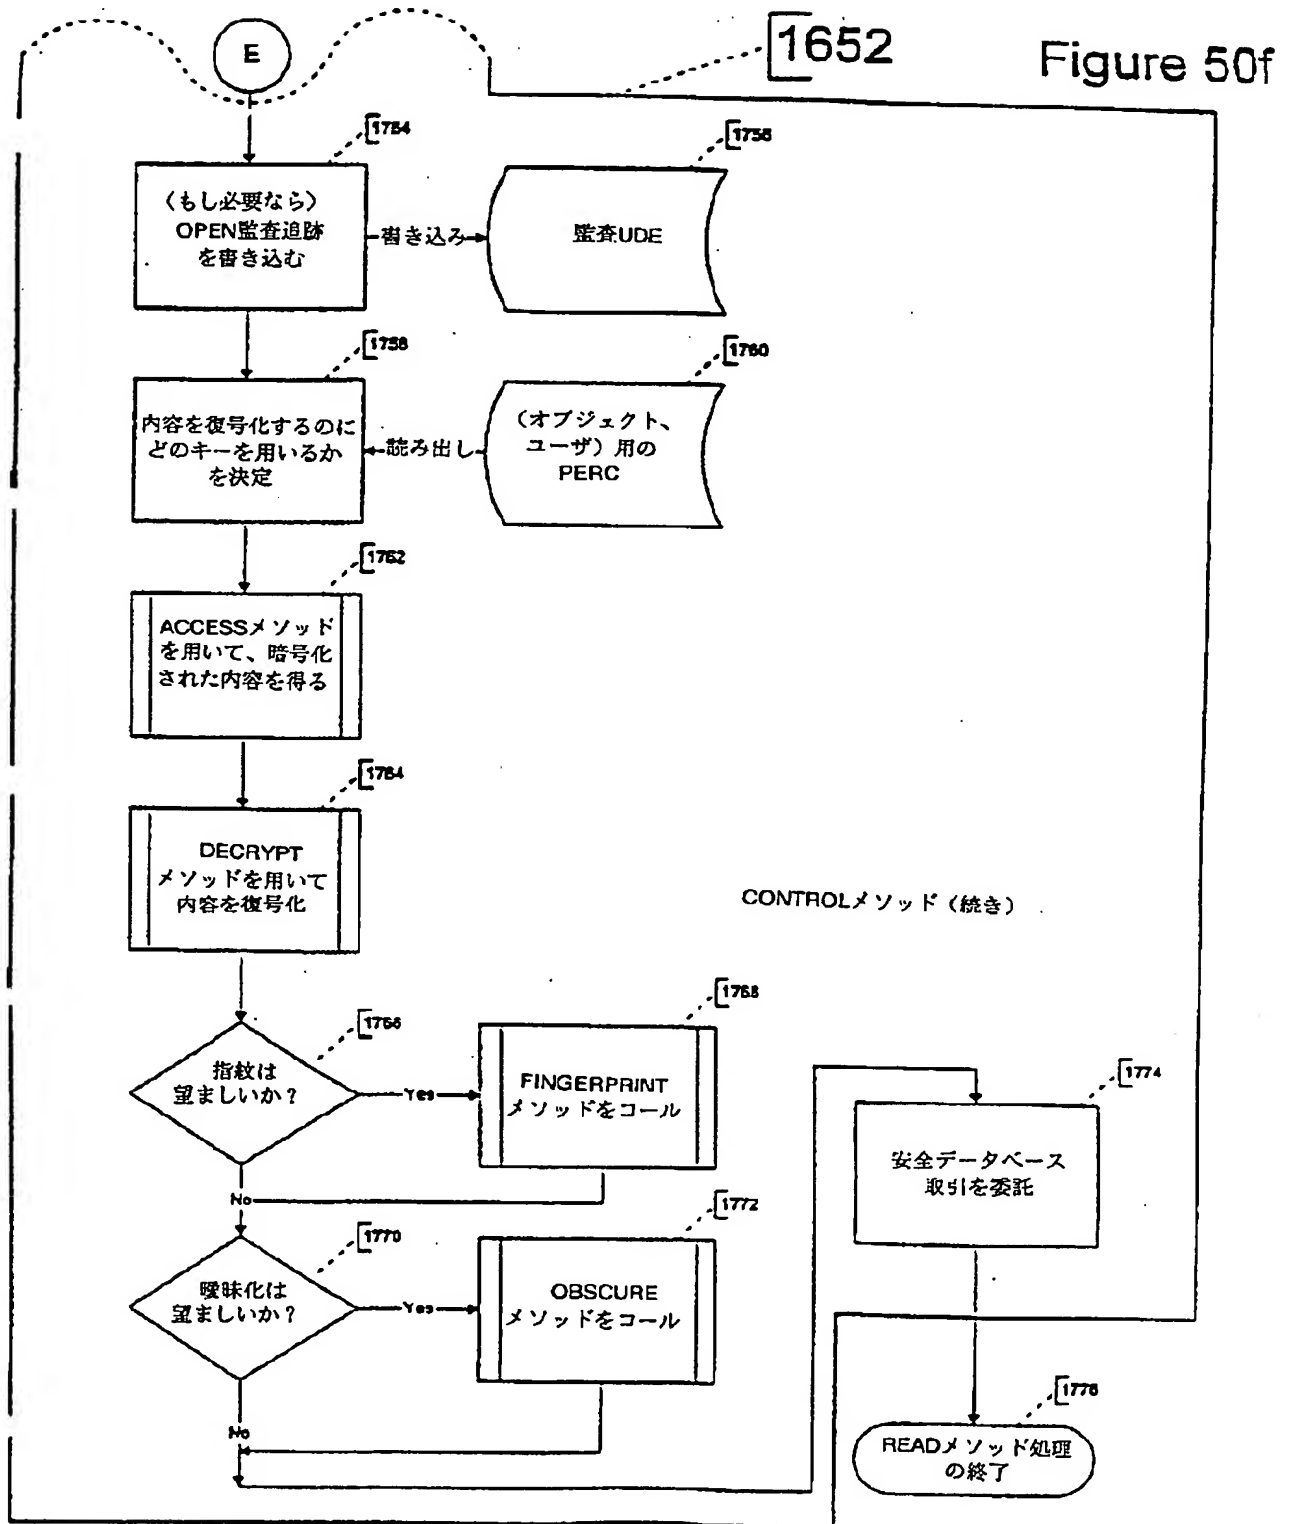 E
1652
Figure 50f
1754
(もし必要なら)
OPEN監査追跡
を書き込む
書き込み
1756
監査UDE
1758
内容を復号化するのに
どのキーを用いるか
を決定
読み出し
1760
(オブジェクト、
ユーザ)用の
PERC
1762
ACCESSメソッド
を用いて、暗号化
された内容を得る
1764
DECRYPT
メソッドを用いて
内容を復号化
CONTROLメソッド(続き)
1766
指紋は
望ましいか?
Yes
1768
FINGERPRINT
メソッドをコール
No
1770
曖昧化は
望ましいか?
Yes
1772
OBSCURE
メソッドをコール
No
1774
安全データベース
取引を委託
1776
READメソッド処理
の終了